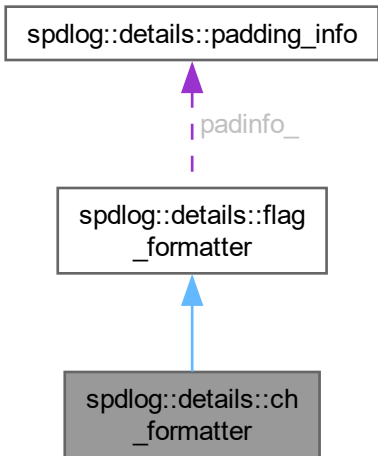 spdlog::details::padding_info
padinfo_
spdlog::details::flag
_formatter
spdlog::details::ch
_formatter